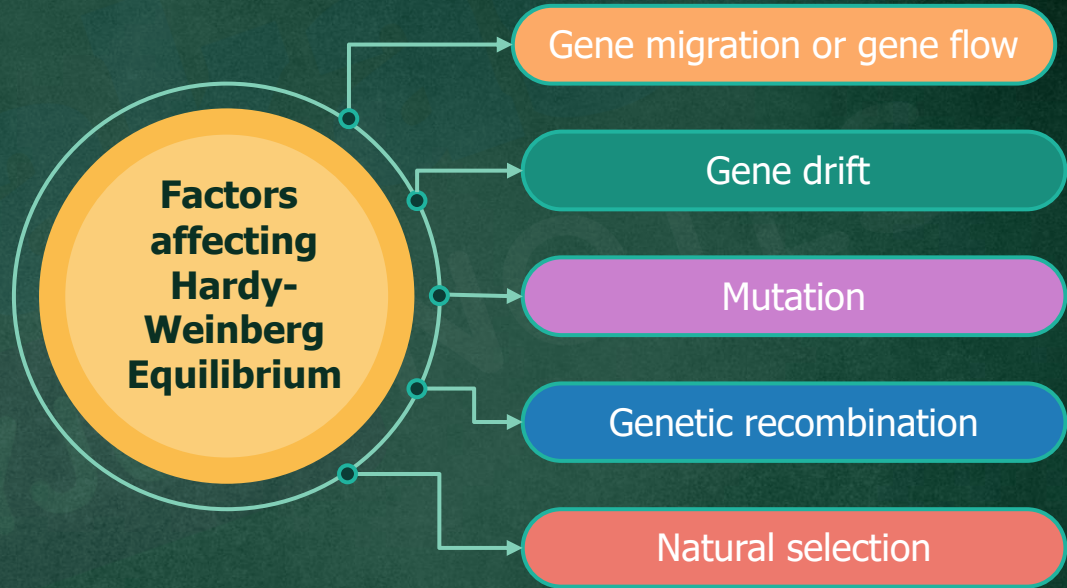 Factors
affecting
Hardy-
Weinberg
Equilibrium
Gene migration or gene flow
Gene drift
Mutation
Genetic recombination
Natural selection